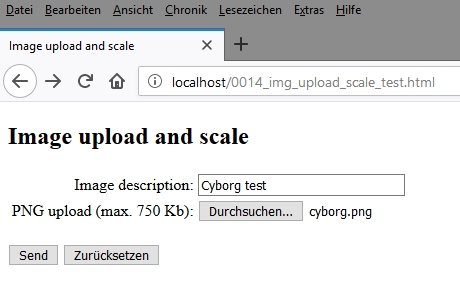 Datei Bearbeiten Ansicht Chronik Lesezeichen Extras Hilfe
Image upload and scale
localhost/0014_img_upload_scale_test.html
Image upload and scale
Image description: Cyborg test
PNG upload (max. 750 Kb): Durchsuchen... cyborg.png
Send Zurücksetzen